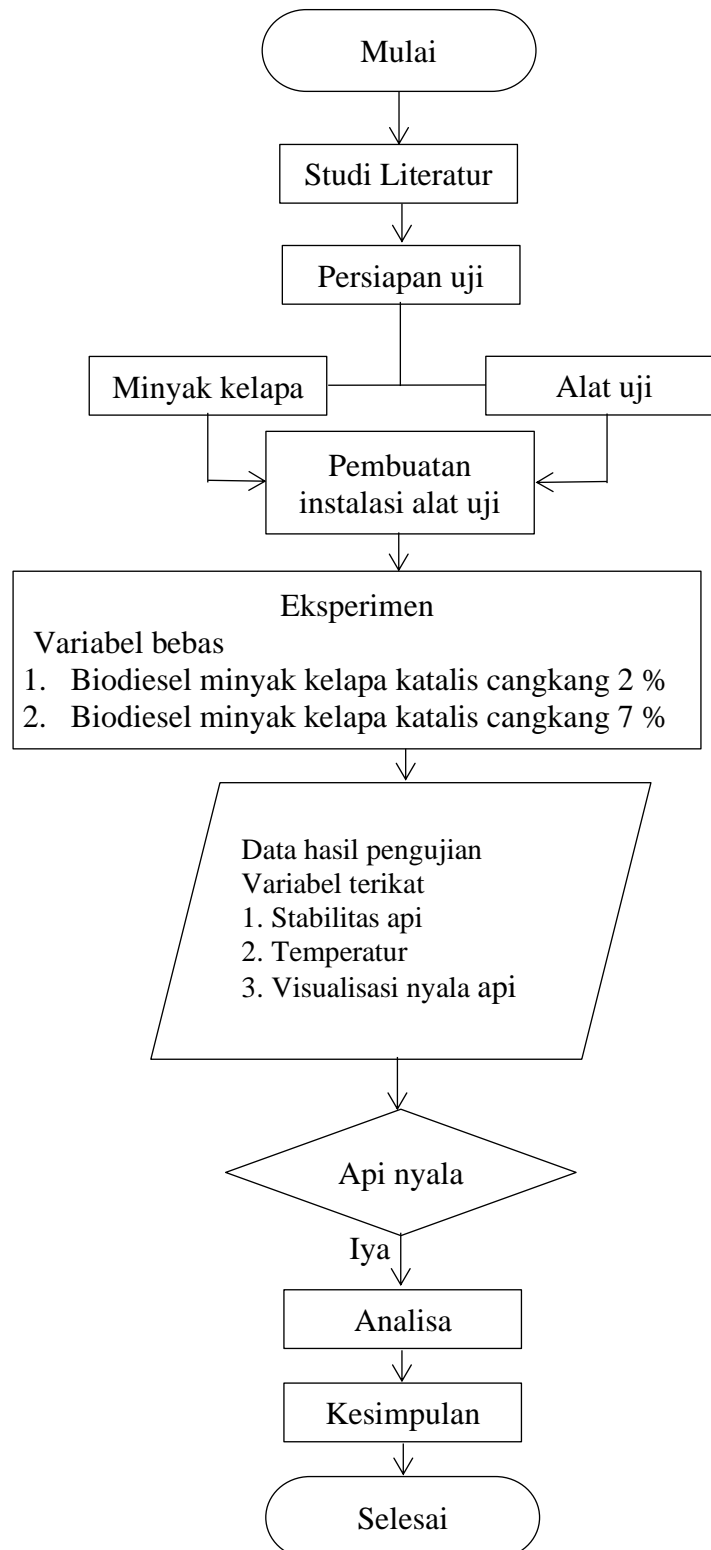 Mulai
Studi Literatur
Persiapan uji
Minyak kelapa
Alat uji
Pembuatan
instalasi alat uji
Eksperimen
Variabel bebas
1. Biodiesel minyak kelapa katalis cangkang 2 %
2. Biodiesel minyak kelapa katalis cangkang 7 %
Data hasil pengujian
Variabel terikat
1. Stabilitas api
2. Temperatur
3. Visualisasi nyala api
Api nyala
Iya
Analisa
Kesimpulan
Selesai